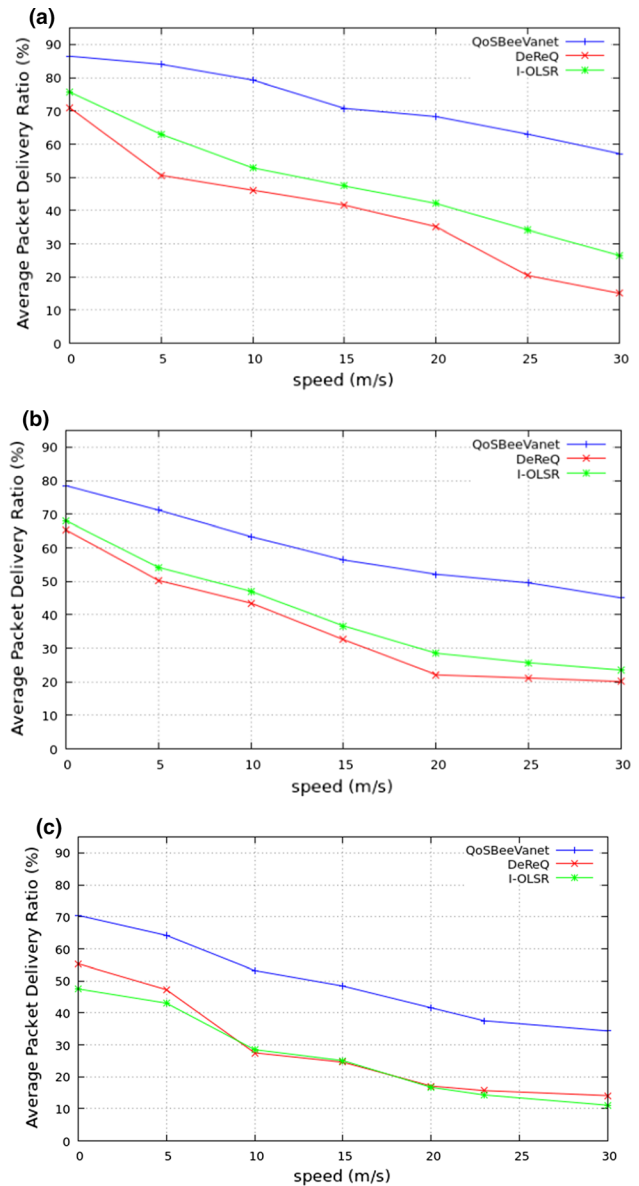 (a)
QoSBeeVanet
DeReQ
I-OLSR
Average Packet Delivery Ratio (%)
90
80
70
60
50
40
30
20
10
0
0 5 10 15 20 25 30
speed (m/s)
(b)
QoSBeeVanet
DeReQ
I-OLSR
Average Packet Delivery Ratio (%)
90
80
70
60
50
40
30
20
10
0
0 5 10 15 20 25 30
speed (m/s)
(c)
QoSBeeVanet
DeReQ
I-OLSR
Average Packet Delivery Ratio (%)
90
80
70
60
50
40
30
20
10
0
0 5 10 15 20 25 30
speed (m/s)